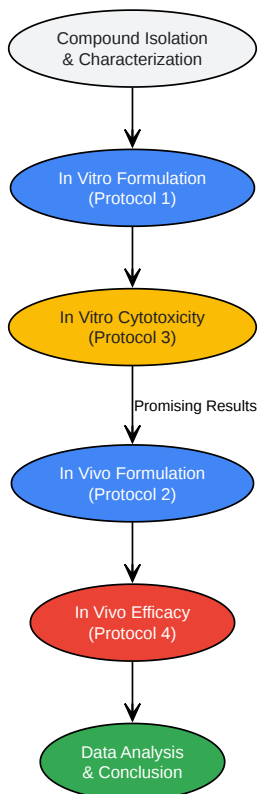 Compound Isolation
& Characterization
In Vitro Formulation
(Protocol 1)
In Vitro Cytotoxicity
(Protocol 3)
Promising Results
In Vivo Formulation
(Protocol 2)
In Vivo Efficacy
(Protocol 4)
Data Analysis
& Conclusion